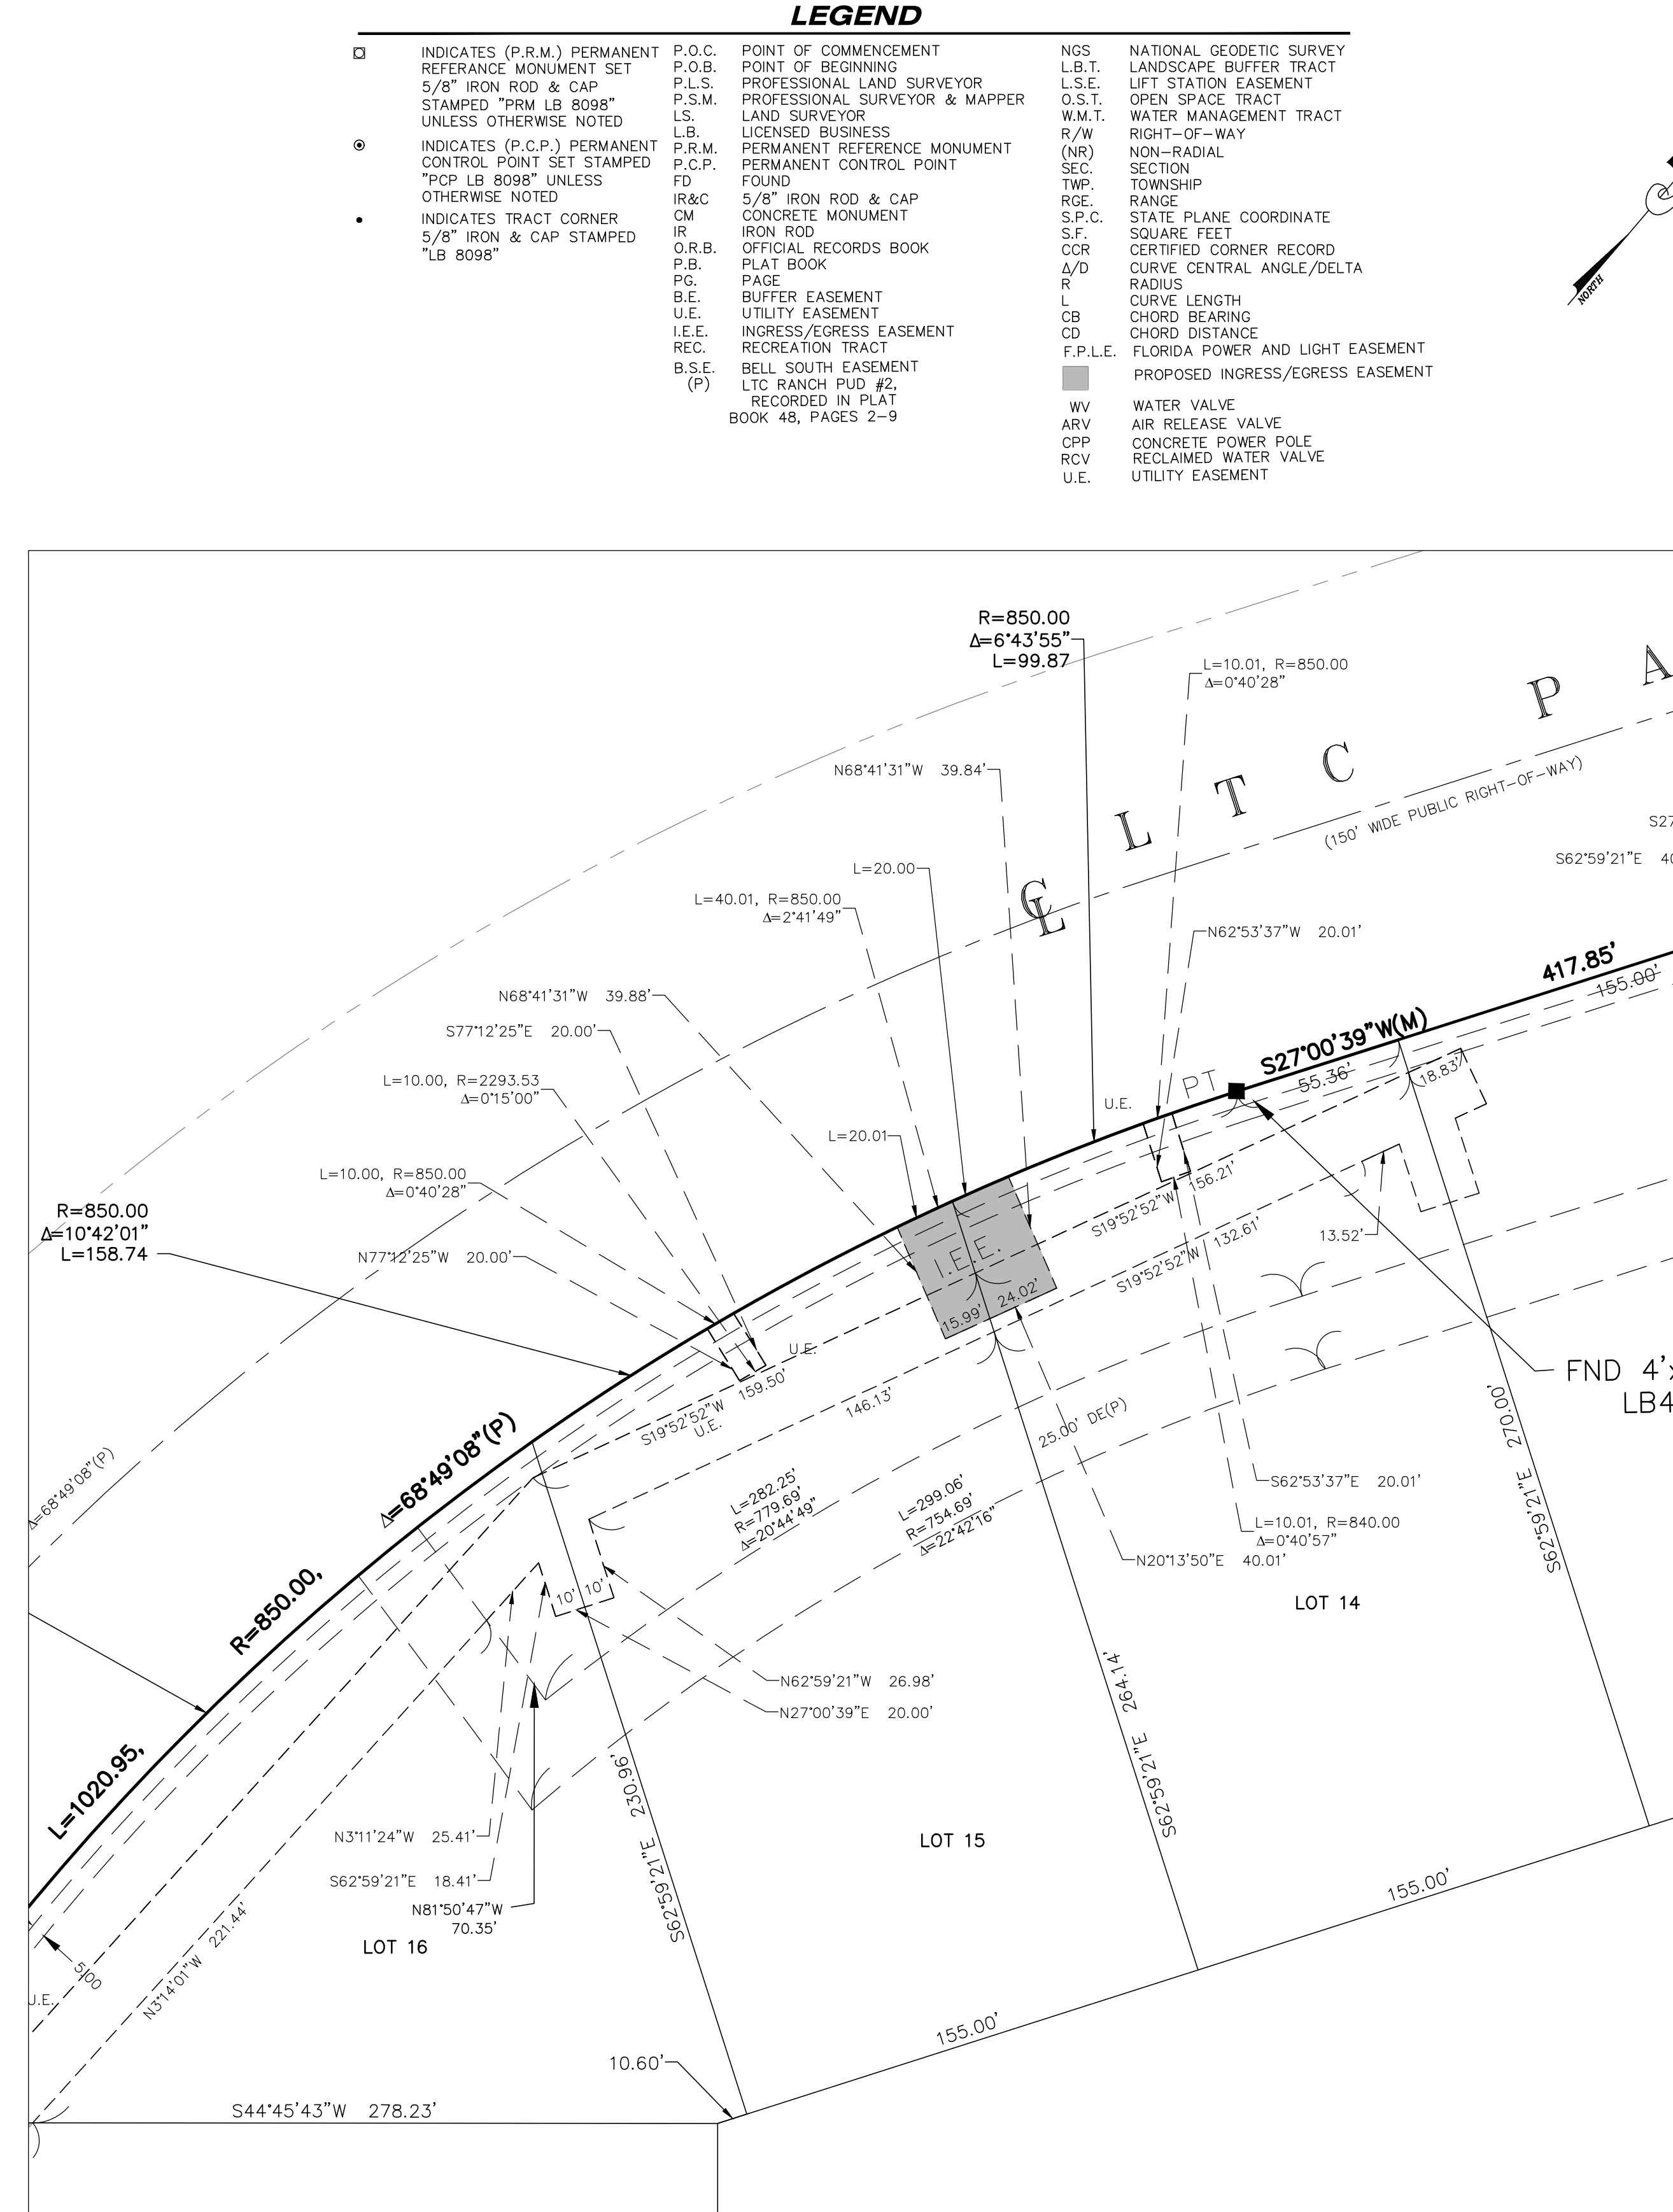 LEGEND
INDICATES (P.R.M.) PERMANENT
REFERANCE MONUMENT SET
5/8" IRON ROD & CAP
STAMPED "PRM LB 8098"
UNLESS OTHERWISE NOTED
INDICATES (P.C.P.) PERMANENT
CONTROL POINT SET STAMPED
"PCP LB 8098" UNLESS
OTHERWISE NOTED
INDICATES TRACT CORNER
5/8" IRON & CAP STAMPED
"LB 8098"
P.O.C. POINT OF COMMENCEMENT
P.O.B. POINT OF BEGINNING
P.L.S. PROFESSIONAL LAND SURVEYOR
P.S.M. PROFESSIONAL SURVEYOR & MAPPER
LS. LAND SURVEYOR
L.B. LICENSED BUSINESS
P.R.M. PERMANENT REFERENCE MONUMENT
P.C.P. PERMANENT CONTROL POINT
FD FOUND
IR&C 5/8" IRON ROD & CAP
CM CONCRETE MONUMENT
IR IRON ROD
O.R.B. OFFICIAL RECORDS BOOK
P.B. PLAT BOOK
PG. PAGE
B.E. BUFFER EASEMENT
U.E. UTILITY EASEMENT
I.E.E. INGRESS/EGRESS EASEMENT
REC. RECREATION TRACT
B.S.E. BELL SOUTH EASEMENT
(P) LTC RANCH PUD #2,
RECORDED IN PLAT
BOOK 48, PAGES 2-9
NGS NATIONAL GEODETIC SURVEY
L.B.T. LANDSCAPE BUFFER TRACT
L.S.E. LIFT STATION EASEMENT
O.S.T. OPEN SPACE TRACT
W.M.T. WATER MANAGEMENT TRACT
R/W RIGHT-OF-WAY
(NR) NON-RADIAL
SEC. SECTION
TWP. TOWNSHIP
RGE. RANGE
S.P.C. STATE PLANE COORDINATE
S.F. SQUARE FEET
CCR CERTIFIED CORNER RECORD
Δ/D CURVE CENTRAL ANGLE/DELTA
R RADIUS
L CURVE LENGTH
CB CHORD BEARING
CD CHORD DISTANCE
F.P.L.E. FLORIDA POWER AND LIGHT EASEMENT
PROPOSED INGRESS/EGRESS EASEMENT
WV WATER VALVE
ARV AIR RELEASE VALVE
CPP CONCRETE POWER POLE
RCV RECLAIMED WATER VALVE
U.E. UTILITY EASEMENT
NORTH
R=850.00
Δ=6°43'55"
L=99.87
L=10.01, R=850.00
Δ=0°40'28"
N68°41'31"W 39.84'
℄ L T C P A
(150' WIDE PUBLIC RIGHT-OF-WAY)
S27
S62°59'21"E 40
L=20.00
L=40.01, R=850.00
Δ=2°41'49"
N62°53'37"W 20.01'
417.85'
155.00'
N68°41'31"W 39.88'
S77°12'25"E 20.00'
S27°00'39"W(M)
55.36'
18.83'
PT
U.E.
L=10.00, R=2293.53
Δ=0°15'00"
L=20.01
L=10.00, R=850.00
Δ=0°40'28"
R=850.00
Δ=10°42'01"
L=158.74
N77°12'25"W 20.00'
I.E.E.
15.99' 24.02'
S19°52'52"W 156.21'
S19°52'52"W 132.61'
13.52'
U.E.
S19°52'52"W 159.50'
U.E.
146.13'
FND 4'x
LB4
25.00' DE(P)
Δ=68°49'08"(P)
Δ=68°49'08"(P)
L=282.25'
R=779.69'
Δ=20°44'49"
L=299.06'
R=754.69'
Δ=22°42'16"
S62°53'37"E 20.01'
L=10.01, R=840.00
Δ=0°40'57"
N20°13'50"E 40.01'
S62°59'21"E 270.00'
R=850.00,
10' 10'
LOT 14
N62°59'21"W 26.98'
N27°00'39"E 20.00'
S62°59'21"E 264.14'
L=1020.95,
S62°59'21"E 230.96'
N3°11'24"W 25.41'
S62°59'21"E 18.41'
N81°50'47"W
70.35'
LOT 15
LOT 16
155.00'
5.00
N3°14'01"W 221.44'
U.E.
155.00'
10.60'
S44°45'43"W 278.23'